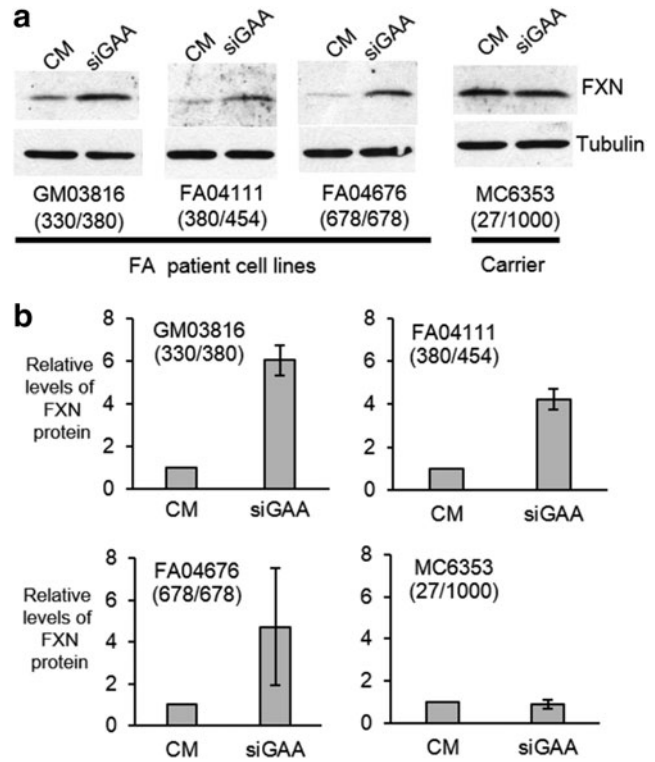 a
CM siGAA CM siGAA CM siGAA CM siGAA
FXN
Tubulin
GM03816 FA04111 FA04676 MC6353
(330/380) (380/454) (678/678) (27/1000)
FA patient cell lines Carrier
b
Relative
levels of
FXN
protein
8
6
4
2
0
GM03816
(330/380)
CM siGAA
8
6
4
2
0
FA04111
(380/454)
CM siGAA
Relative
levels of
FXN
protein
8
6
4
2
0
FA04676
(678/678)
CM siGAA
8
6
4
2
0
MC6353
(27/1000)
CM siGAA